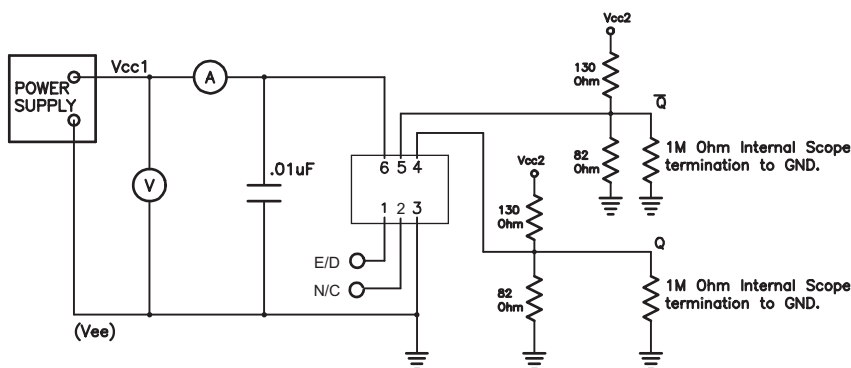 Vcc2
Vcc1
POWER
SUPPLY
A
130
Ohm
Q̅
V
.01uF
82
Ohm
1M Ohm Internal Scope
termination to GND.
6 5 4
1 2 3
Vcc2
130
Ohm
E/D
N/C
Q
82
Ohm
1M Ohm Internal Scope
termination to GND.
(Vee)